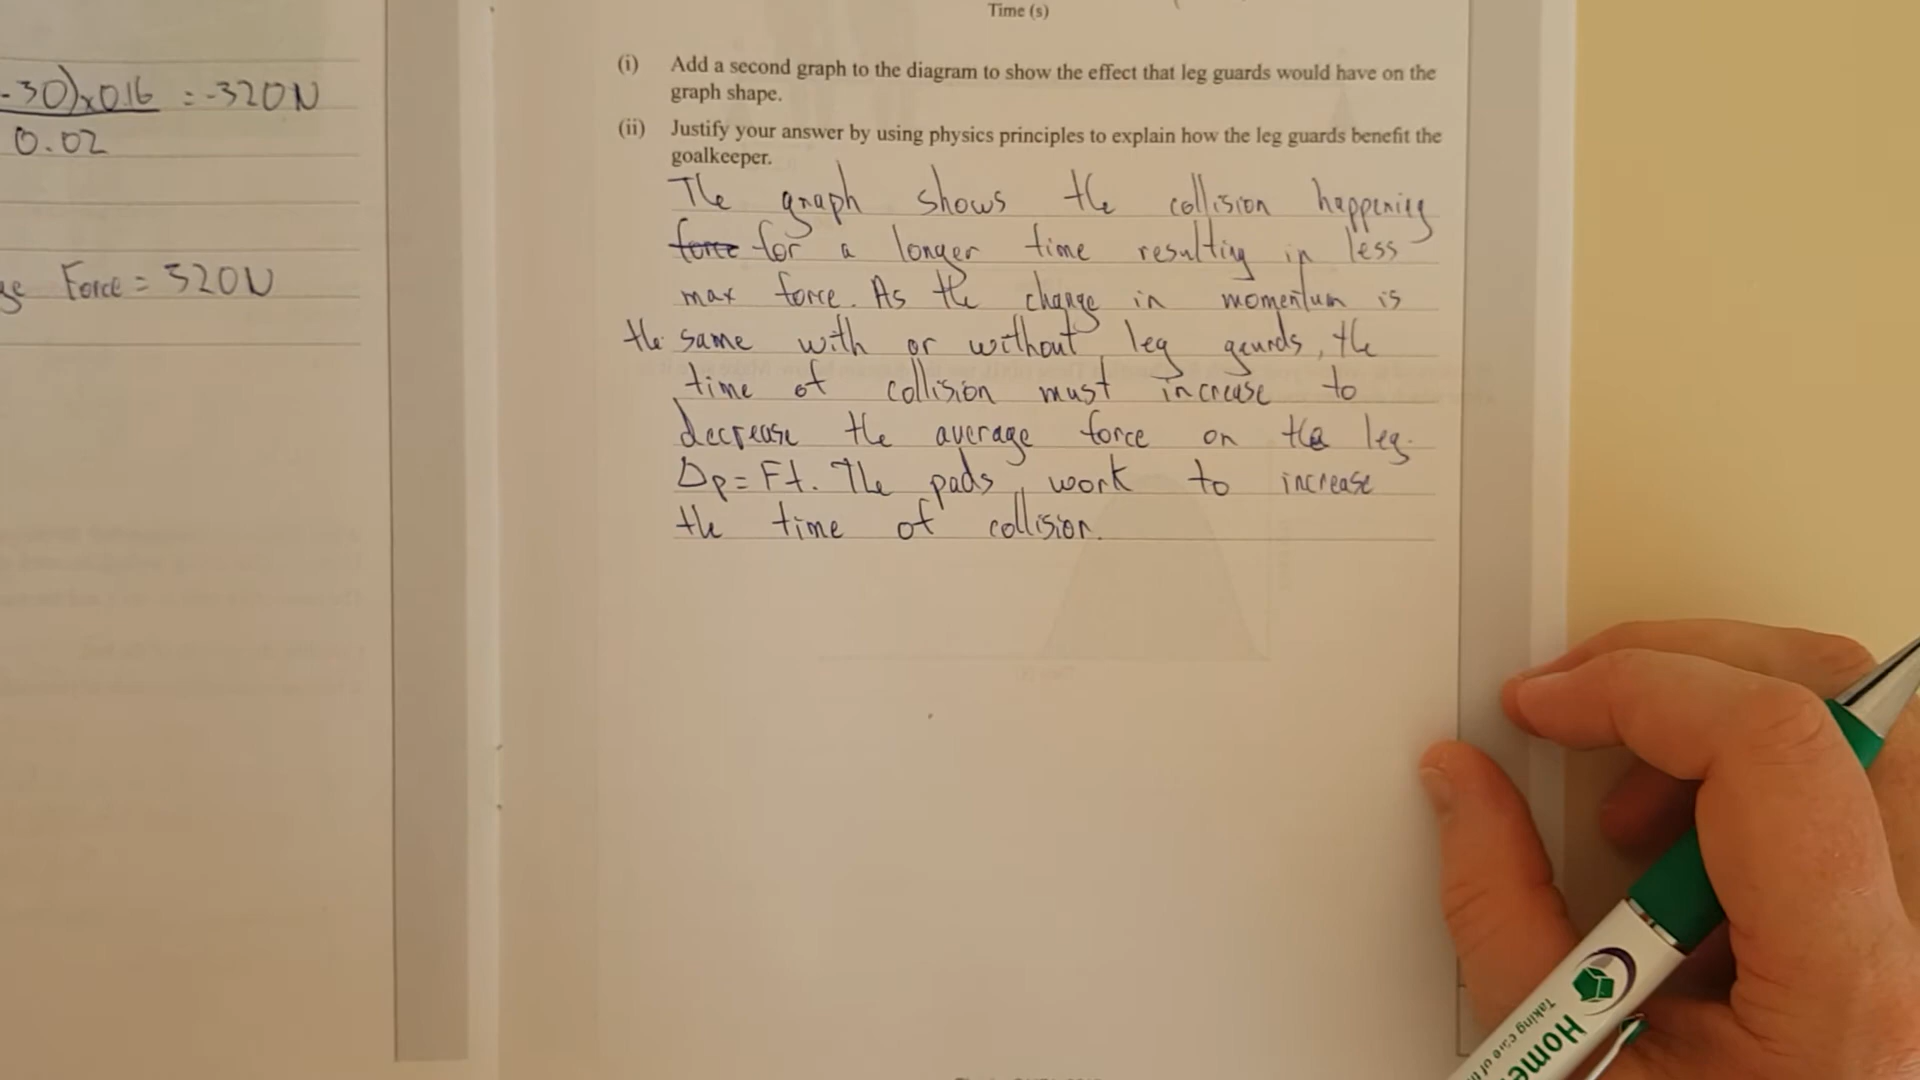 -30)x0.16 = -320N
0.02
Force = 320N
Time (s)
(i) Add a second graph to the diagram to show the effect that leg guards would have on the
graph shape.
(ii) Justify your answer by using physics principles to explain how the leg guards benefit the
goalkeeper.
The graph shows the collision happening
force for a longer time resulting in less
max force. As the change in momentum is
the same with or without leg gaurds, the
time of collision must increase to
decrease the average force on the leg.
Δp = Ft. The pads work to increase
the time of collision.
Home
Taking care of